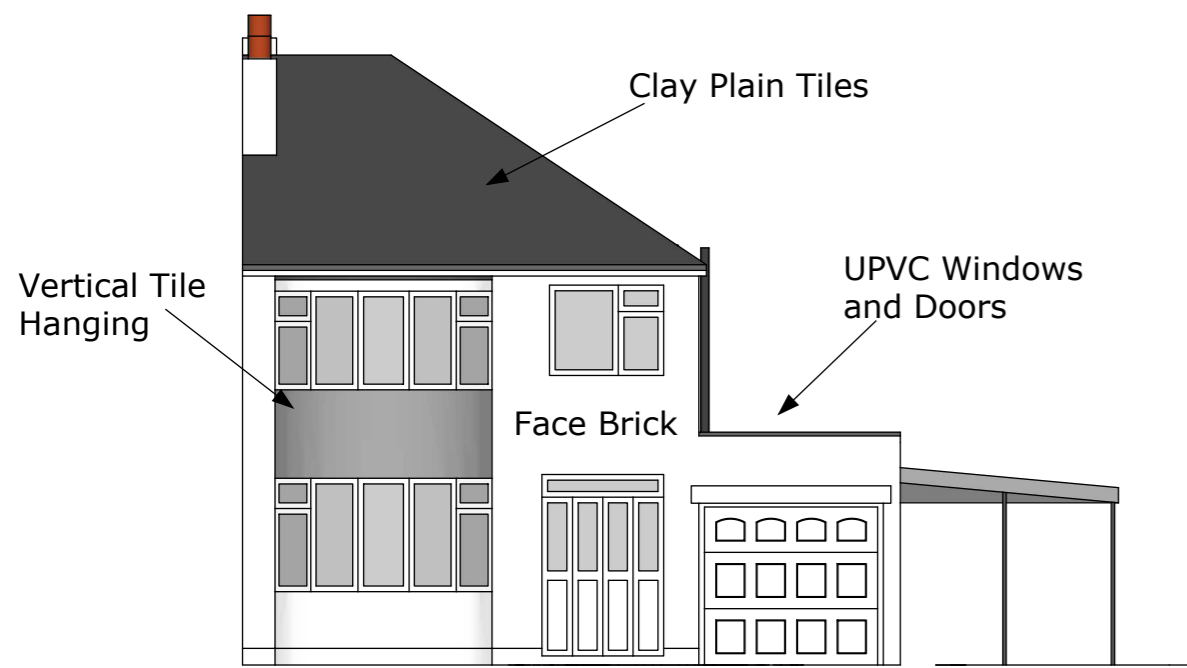 Clay Plain Tiles
Vertical Tile
Hanging
UPVC Windows
and Doors
Face Brick